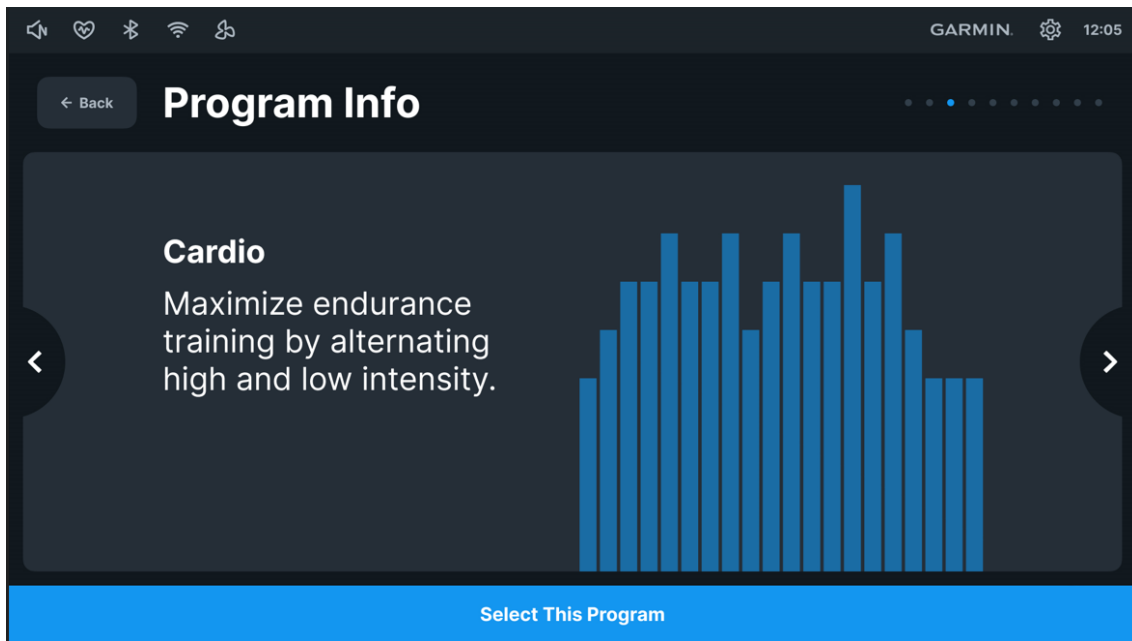 GARMIN.
12:05
← Back
Program Info
Cardio
Maximize endurance
training by alternating
high and low intensity.
Select This Program